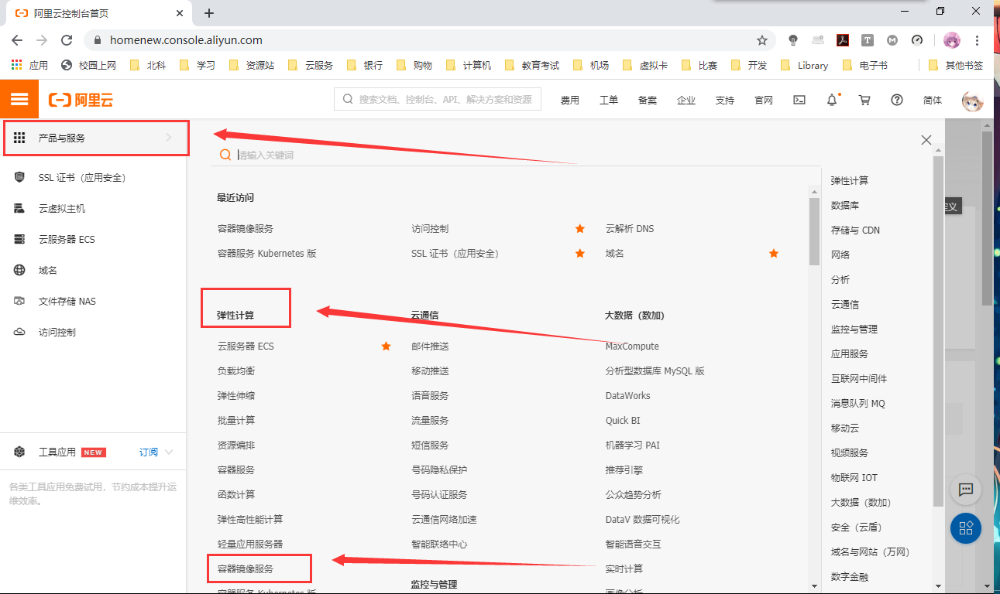 阿里云控制台首页
homenew.console.aliyun.com
应用 校园上网 北科 学习 资源站 云服务 银行 购物 计算机 教育考试 机场 虚拟卡 比赛 开发 Library 电子书 其他书签
阿里云
搜索文档、控制台、API、解决方案和资源
费用 工单 备案 企业 支持 官网 简体
产品与服务
SSL 证书（应用安全）
云虚拟主机
云服务器 ECS
域名
文件存储 NAS
访问控制
工具应用 NEW 订阅
各类工具应用免费试用，节约成本提升运
维效率。
请输入关键词
最近访问
容器镜像服务 访问控制 云解析 DNS
容器服务 Kubernetes 版 SSL 证书（应用安全） 域名
弹性计算
云服务器 ECS
负载均衡
弹性伸缩
批量计算
资源编排
容器服务
函数计算
弹性高性能计算
轻量应用服务器
容器镜像服务
容器服务 Kubernetes 版
云通信
邮件推送
移动推送
语音服务
流量服务
短信服务
号码隐私保护
号码认证服务
云通信网络加速
智能联络中心
监控与管理
大数据（数加）
MaxCompute
分析型数据库 MySQL 版
DataWorks
Quick BI
机器学习 PAI
推荐引擎
公众趋势分析
DataV 数据可视化
智能语音交互
实时计算
画像分析
弹性计算
数据库
存储与 CDN
网络
分析
云通信
监控与管理
应用服务
互联网中间件
消息队列 MQ
移动云
视频服务
物联网 IOT
大数据（数加）
安全（云盾）
域名与网站（万网）
数字金融
义